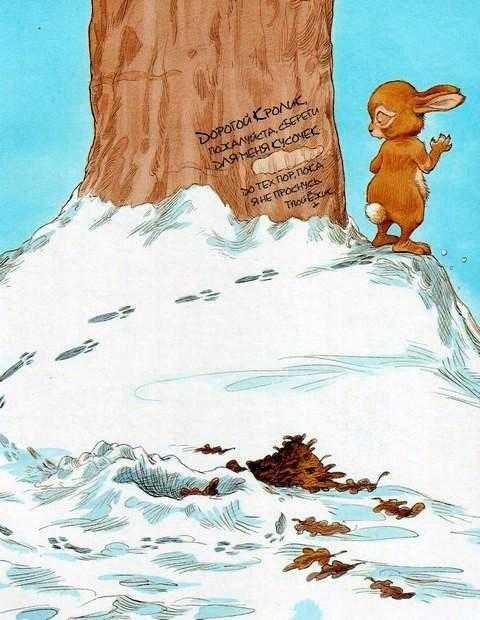 Дорогой Кролик,
пожалуйста, сбереги
для меня кусочек
до тех пор, пока
я не проснусь.
Твой Ёжик